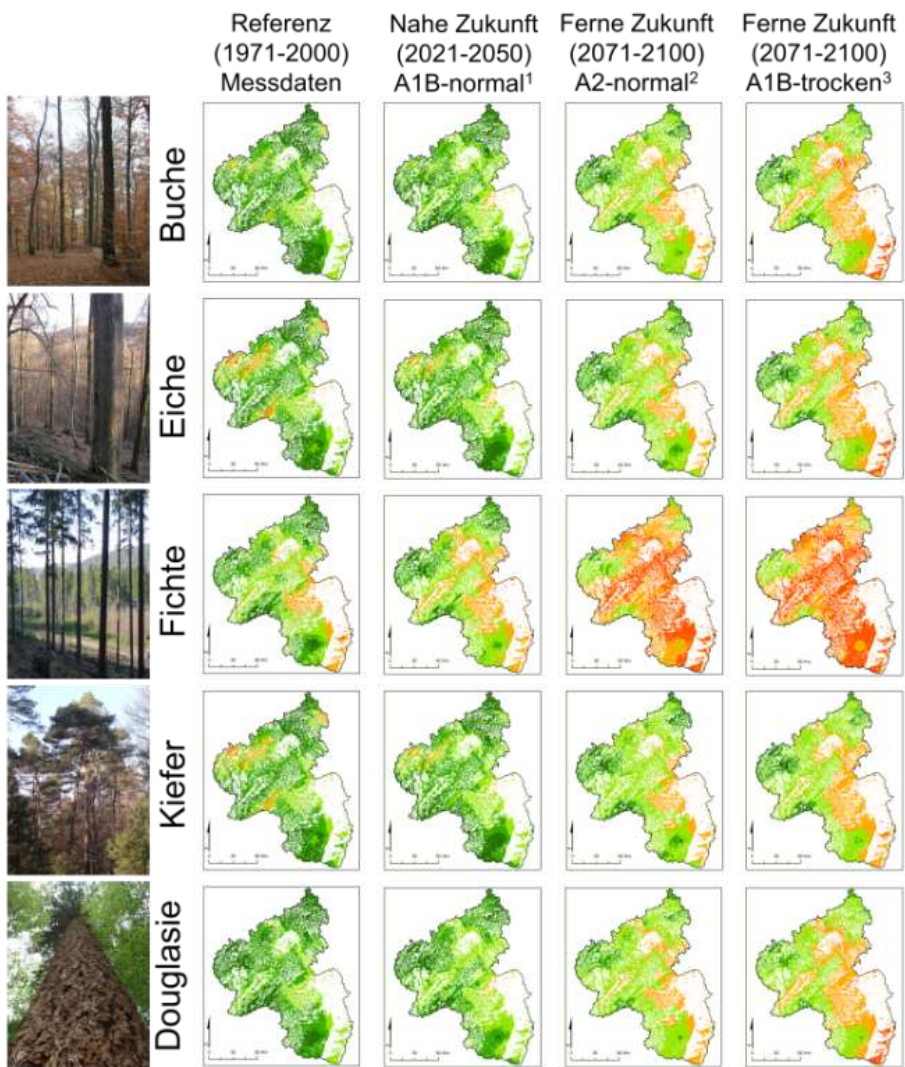 Referenz
(1971-2000)
Messdaten
Nahe Zukunft
(2021-2050)
A1B-normal¹
Ferne Zukunft
(2071-2100)
A2-normal²
Ferne Zukunft
(2071-2100)
A1B-trocken³
Buche
Eiche
Fichte
Kiefer
Douglasie